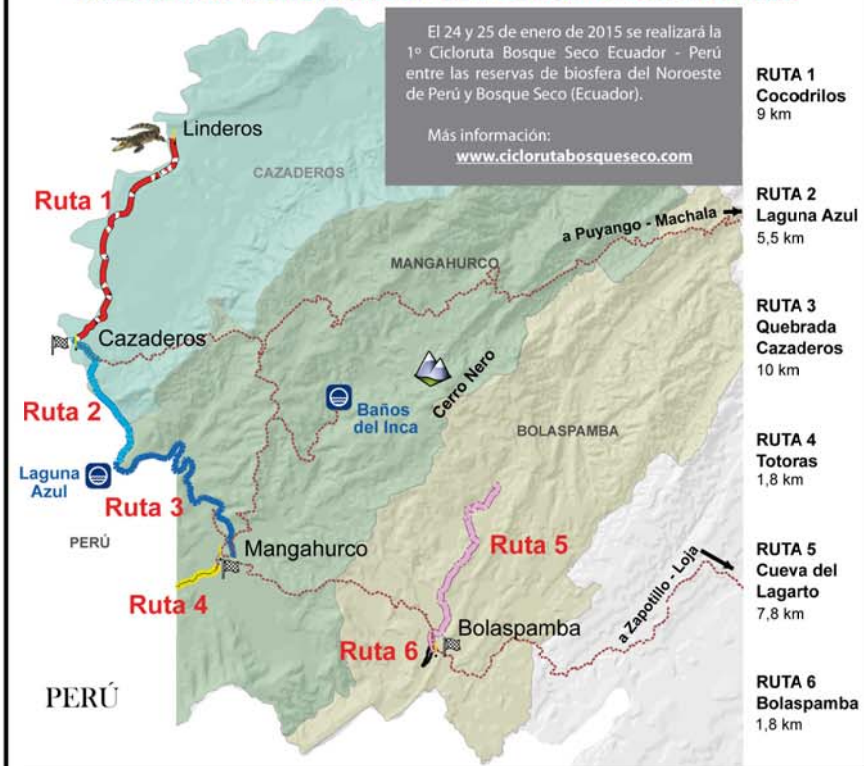 El 24 y 25 de enero de 2015 se realizará la
1º Cicloruta Bosque Seco Ecuador - Perú
entre las reservas de biosfera del Noroeste
de Perú y Bosque Seco (Ecuador).
Más información:
www.ciclorutabosqueseco.com
Linderos
CAZADEROS
Ruta 1
a Puyango - Machala
MANGAHURCO
Cazaderos
Cerro Nero
Ruta 2
Baños
del Inca
BOLASPAMBA
Laguna
Azul
Ruta 3
PERÚ
Mangahurco
Ruta 5
Ruta 4
a Zapotillo - Loja
Bolaspamba
Ruta 6
PERÚ
RUTA 1
Cocodrilos
9 km
RUTA 2
Laguna Azul
5,5 km
RUTA 3
Quebrada
Cazaderos
10 km
RUTA 4
Totoras
1,8 km
RUTA 5
Cueva del
Lagarto
7,8 km
RUTA 6
Bolaspamba
1,8 km